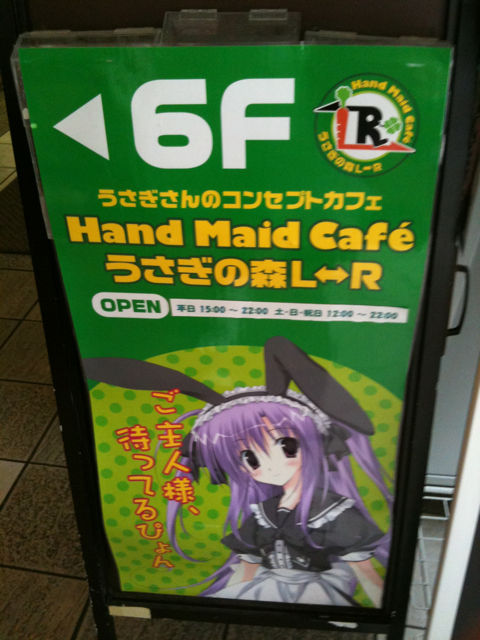 6F
Hand Maid Café
LR
うさぎの森L↔R
うさぎさんのコンセプトカフェ
Hand Maid Café
うさぎの森L↔R
OPEN 平日 15:00 ～ 22:00 土・日・祝日 12:00 ～ 22:00
ご主人様、
待ってるぴょん